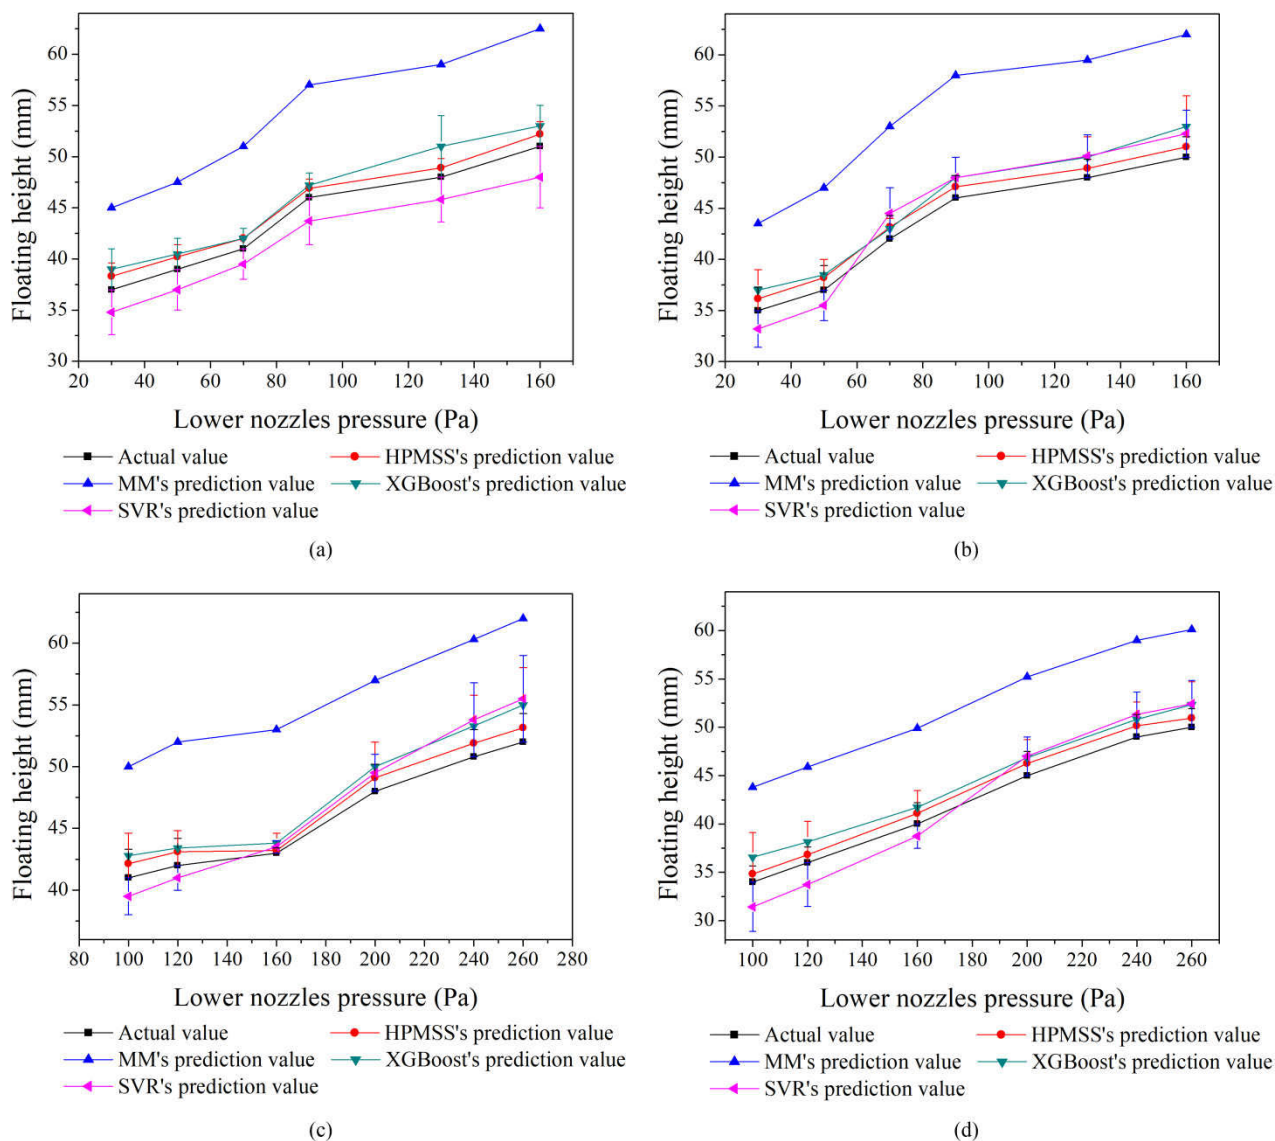 Floating height (mm)
60
55
50
45
40
35
30
20 40 60 80 100 120 140 160
Lower nozzles pressure (Pa)
Actual value
HPMSS's prediction value
MM's prediction value
XGBoost's prediction value
SVR's prediction value
(a)
Floating height (mm)
60
55
50
45
40
35
30
20 40 60 80 100 120 140 160
Lower nozzles pressure (Pa)
Actual value
HPMSS's prediction value
MM's prediction value
XGBoost's prediction value
SVR's prediction value
(b)
Floating height (mm)
60
55
50
45
40
80 100 120 140 160 180 200 220 240 260 280
Lower nozzles pressure (Pa)
Actual value
HPMSS's prediction value
MM's prediction value
XGBoost's prediction value
SVR's prediction value
(c)
Floating height (mm)
60
55
50
45
40
35
30
100 120 140 160 180 200 220 240 260
Lower nozzles pressure (Pa)
Actual value
HPMSS's prediction value
MM's prediction value
XGBoost's prediction value
SVR's prediction value
(d)